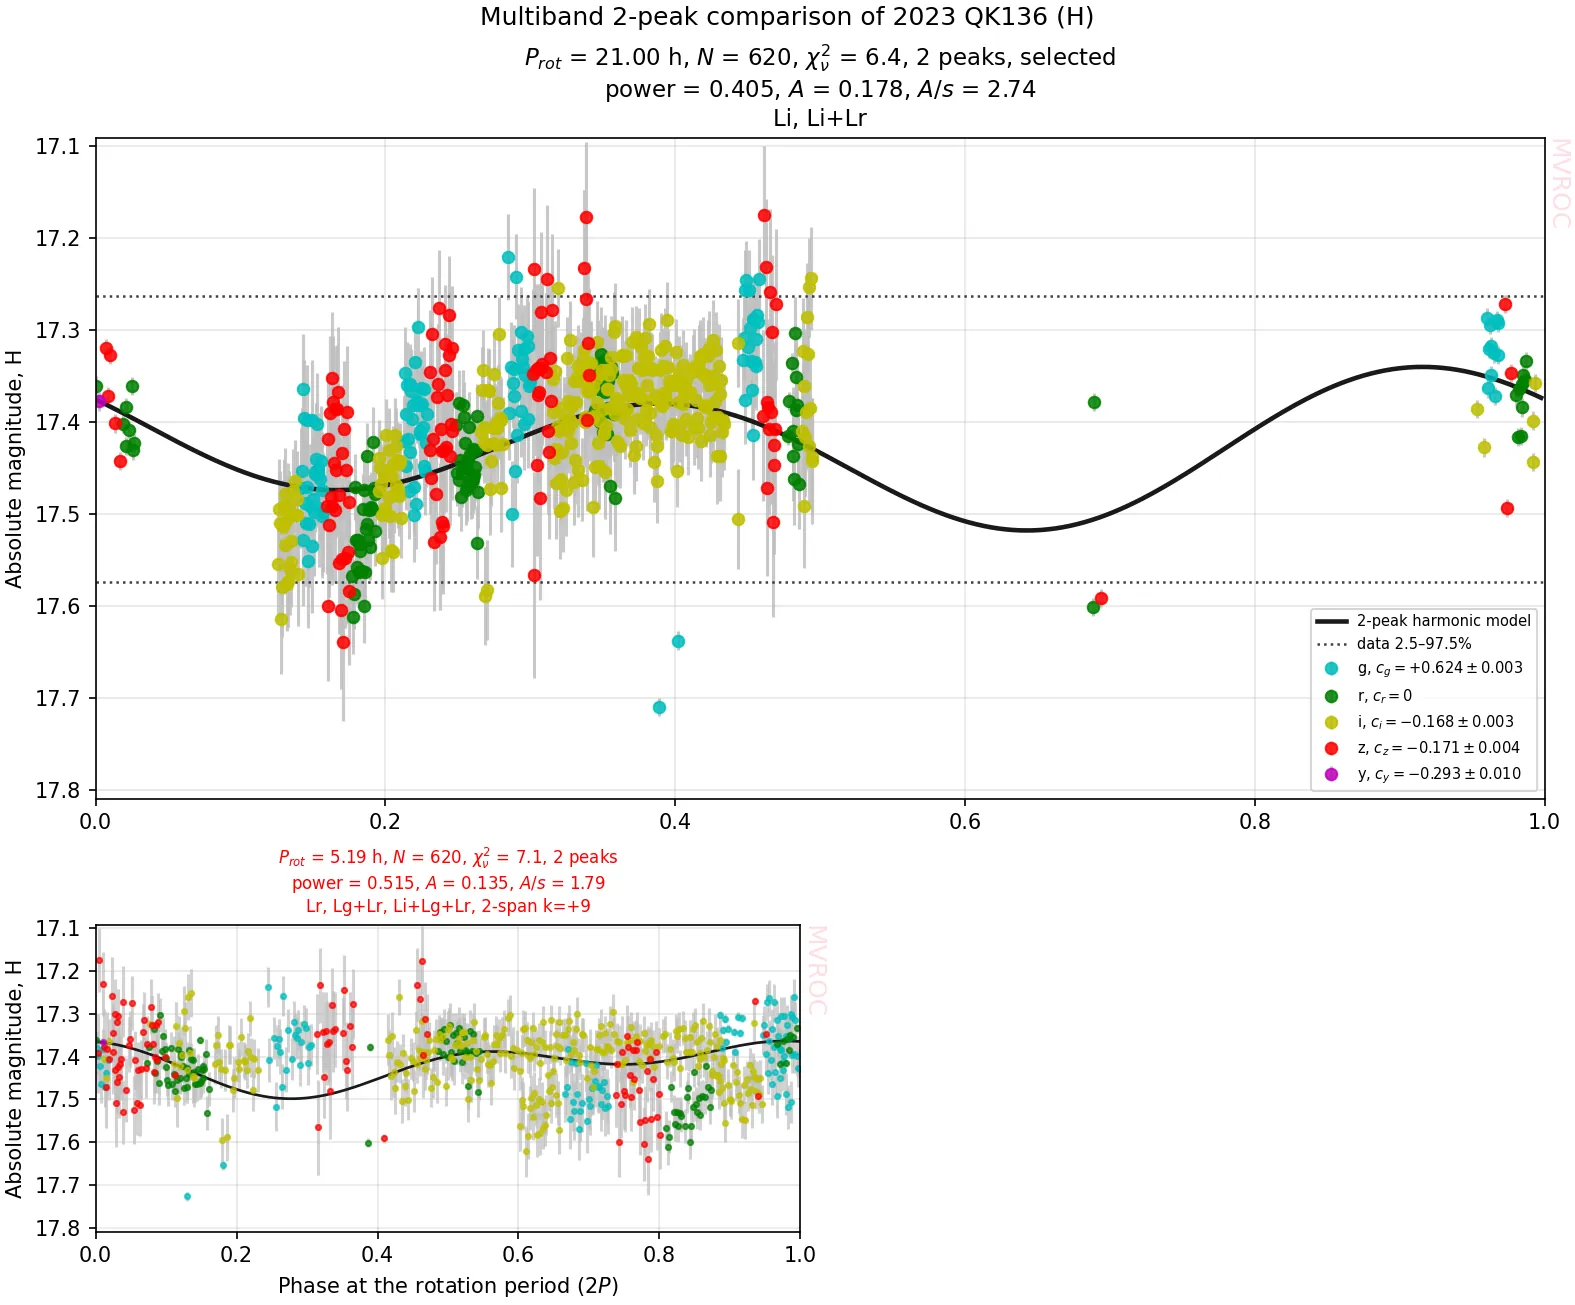 Multiband 2-peak comparison of 2023 QK136 (H)
P_rot = 21.00 h, N = 620, χ²_ν = 6.4, 2 peaks, selected
power = 0.405, A = 0.178, A/s = 2.74
Li, Li+Lr
MVROC
Absolute magnitude, H
17.1
17.2
17.3
17.4
17.5
17.6
17.7
17.8
2-peak harmonic model
data 2.5–97.5%
g, c_g = +0.624 ± 0.003
r, c_r = 0
i, c_i = −0.168 ± 0.003
z, c_z = −0.171 ± 0.004
y, c_y = −0.293 ± 0.010
0.0 0.2 0.4 0.6 0.8 1.0
P_rot = 5.19 h, N = 620, χ²_ν = 7.1, 2 peaks
power = 0.515, A = 0.135, A/s = 1.79
Lr, Lg+Lr, Li+Lg+Lr, 2-span k=+9
MVROC
Absolute magnitude, H
17.1
17.2
17.3
17.4
17.5
17.6
17.7
17.8
0.0 0.2 0.4 0.6 0.8 1.0
Phase at the rotation period (2P)